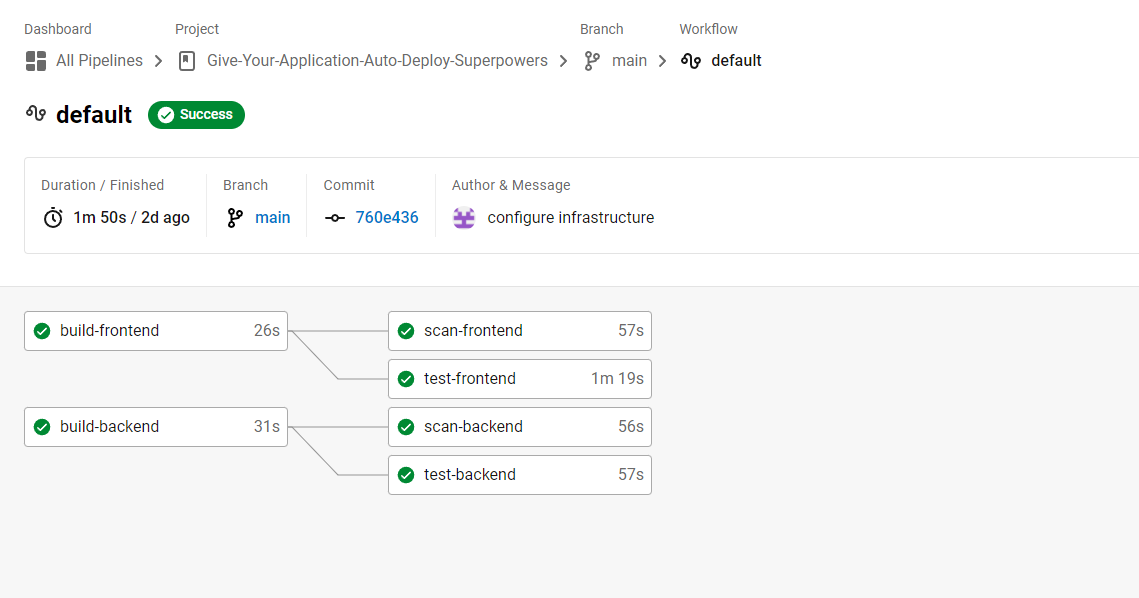 Dashboard Project Branch Workflow
All Pipelines Give-Your-Application-Auto-Deploy-Superpowers main default
default Success
Duration / Finished Branch Commit Author & Message
1m 50s / 2d ago main 760e436 configure infrastructure
build-frontend 26s scan-frontend 57s
test-frontend 1m 19s
build-backend 31s scan-backend 56s
test-backend 57s